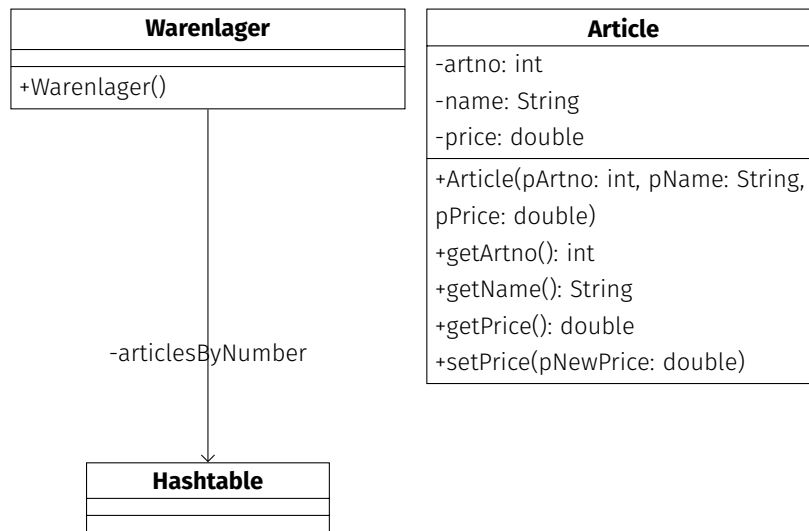 Warenlager
+Warenlager()
-articlesByNumber
Hashtable
Article
-artno: int
-name: String
-price: double
+Article(pArtno: int, pName: String,
pPrice: double)
+getArtno(): int
+getName(): String
+getPrice(): double
+setPrice(pNewPrice: double)